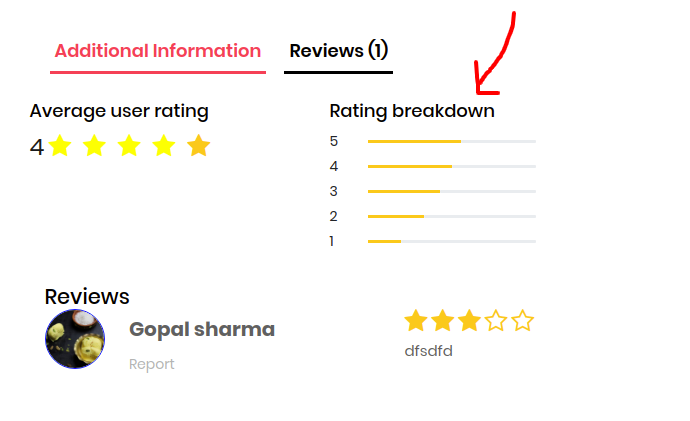 Additional Information Reviews (1)
Average user rating Rating breakdown
4
5
4
3
2
1
Reviews
Gopal sharma
Report
dfsdfd